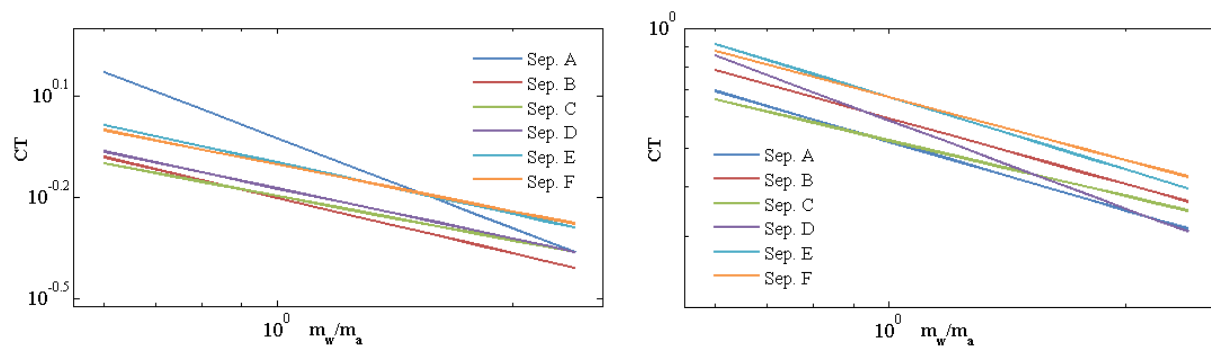 CT
10^0.1
10^-0.2
10^-0.5
Sep. A
Sep. B
Sep. C
Sep. D
Sep. E
Sep. F
10^0
m_w/m_a
CT
10^0
Sep. A
Sep. B
Sep. C
Sep. D
Sep. E
Sep. F
10^0
m_w/m_a